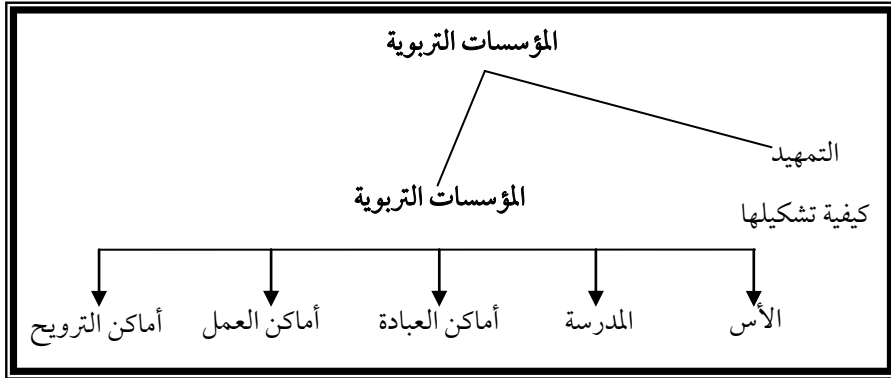 المؤسسات التربوية
التمهيد
المؤسسات التربوية
كيفية تشكيلها
الأس
المدرسة
أماكن العبادة
أماكن العمل
أماكن الترويح